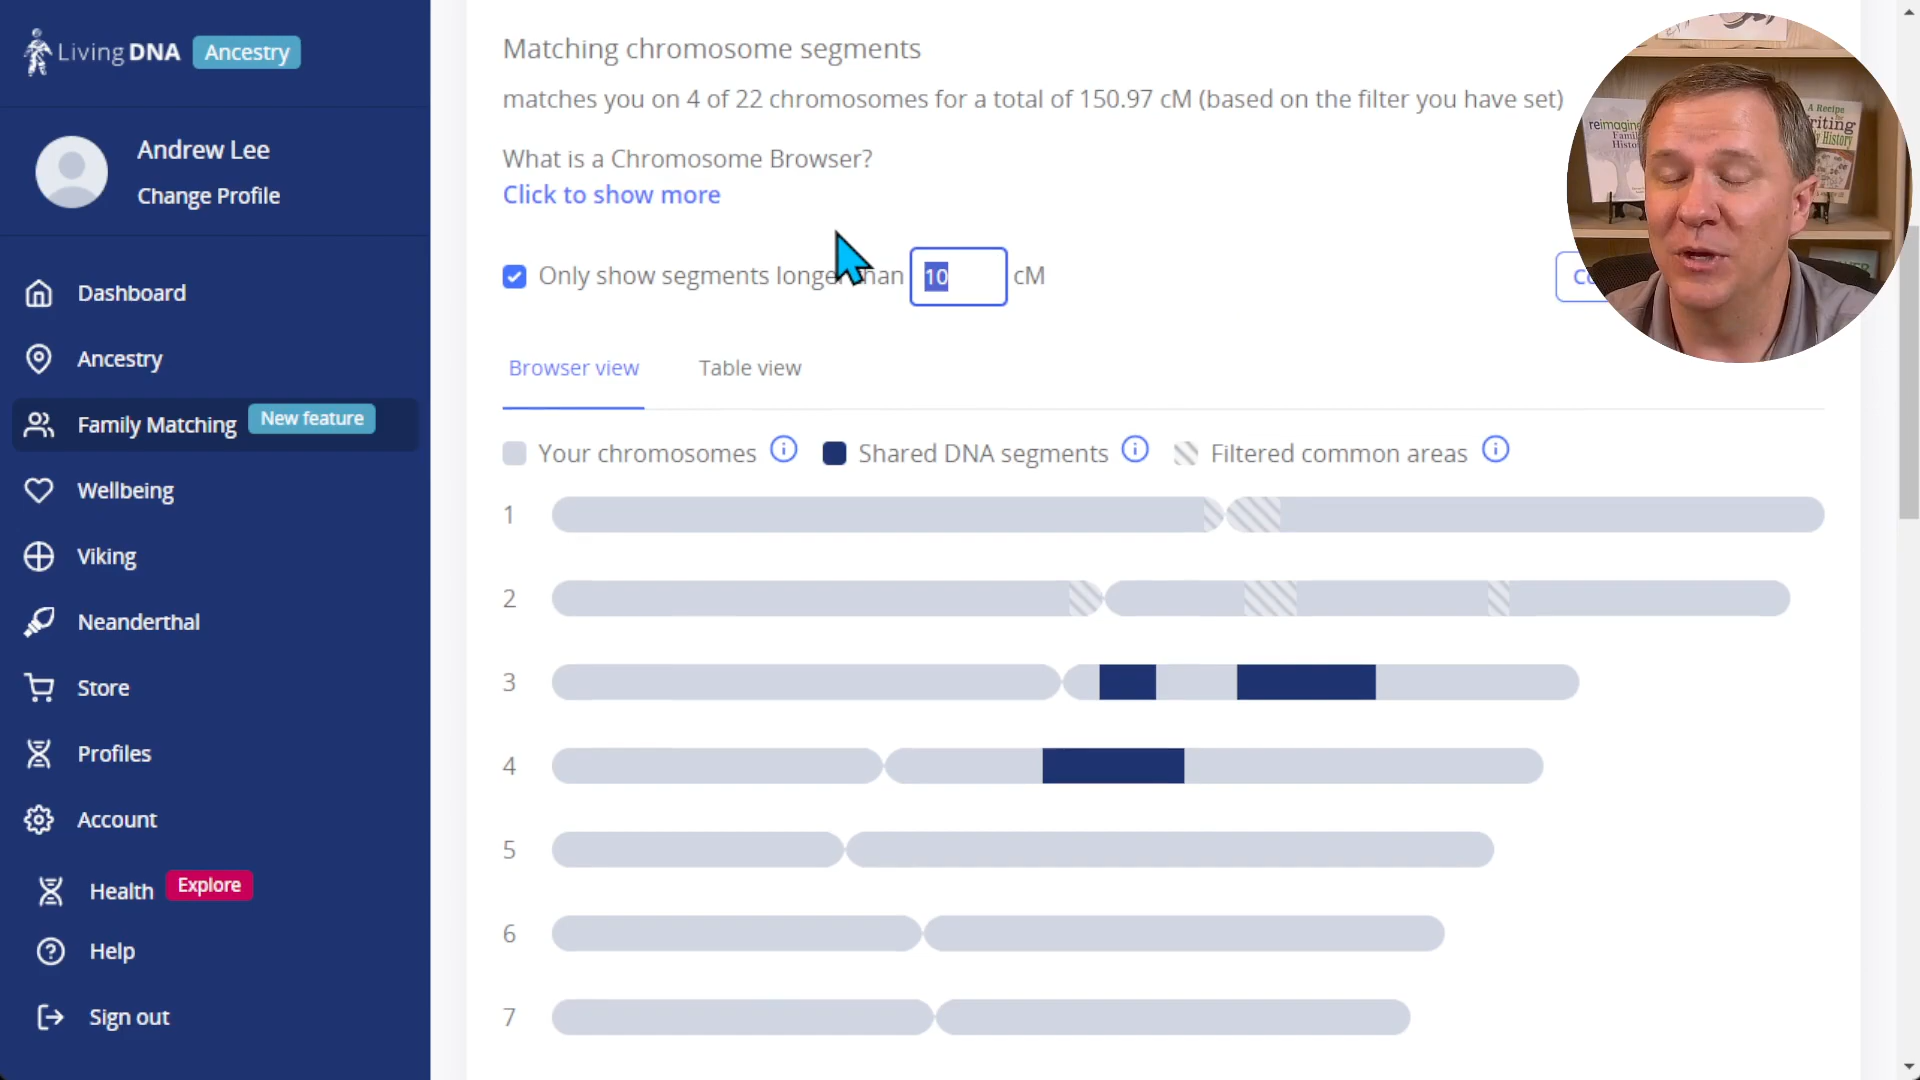 Living DNA Ancestry
Andrew Lee
Change Profile
Dashboard
Ancestry
Family Matching New feature
Wellbeing
Viking
Neanderthal
Store
Profiles
Account
Health Explore
Help
Sign out
Matching chromosome segments
matches you on 4 of 22 chromosomes for a total of 150.97 cM (based on the filter you have set)
What is a Chromosome Browser?
Click to show more
Only show segments longer than 10 cM
Browser view Table view
Your chromosomes Shared DNA segments Filtered common areas
1
2
3
4
5
6
7
A Recipe
for
Writing